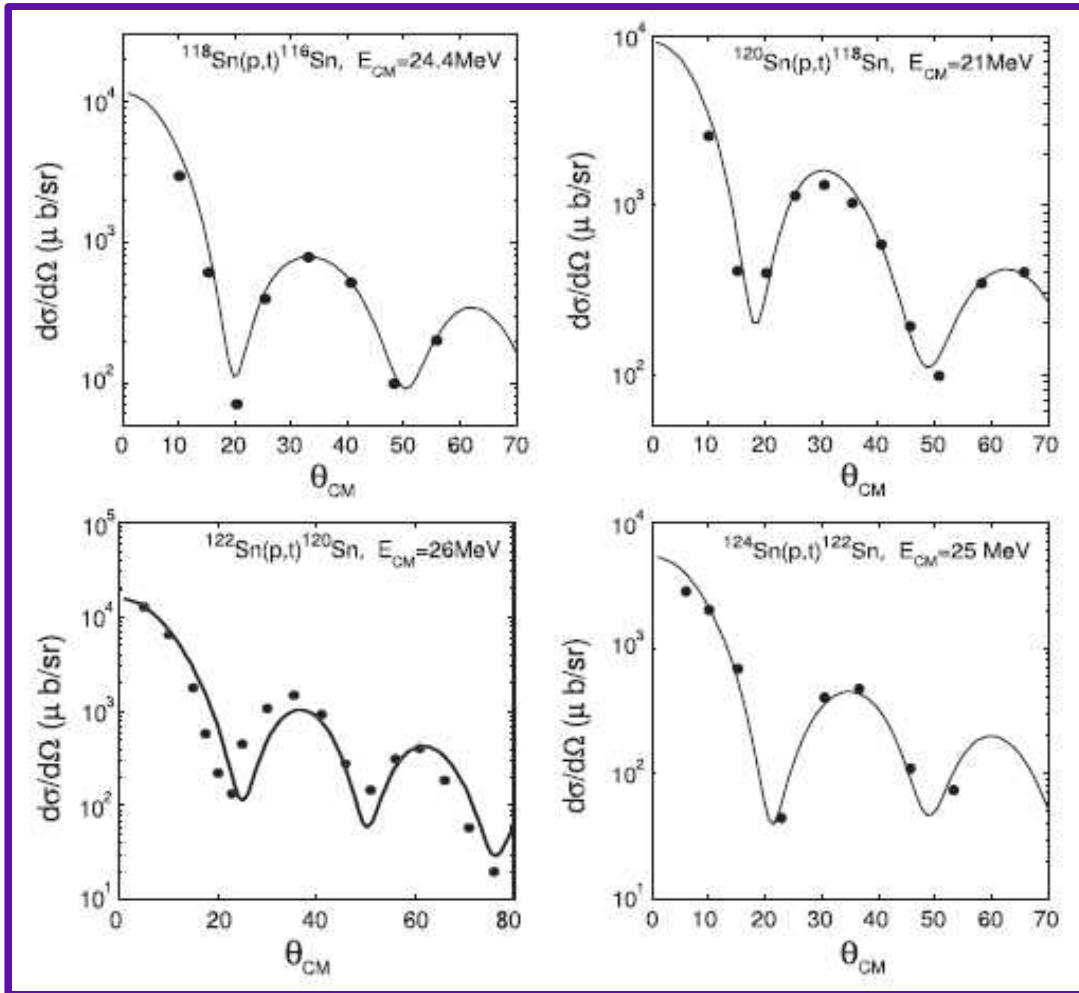 ¹¹⁸Sn(p,t)¹¹⁶Sn, E_CM=24.4MeV
dσ/dΩ (μ b/sr)
10⁴
10³
10²
0 10 20 30 40 50 60 70
θ_CM
¹²⁰Sn(p,t)¹¹⁸Sn, E_CM=21MeV
dσ/dΩ (μ b/sr)
10⁴
10³
10²
0 10 20 30 40 50 60 70
θ_CM
¹²²Sn(p,t)¹²⁰Sn, E_CM=26MeV
dσ/dΩ (μ b/sr)
10⁵
10⁴
10³
10²
10¹
0 20 40 60 80
θ_CM
¹²⁴Sn(p,t)¹²²Sn, E_CM=25 MeV
dσ/dΩ (μ b/sr)
10⁴
10³
10²
10¹
0 10 20 30 40 50 60 70
θ_CM